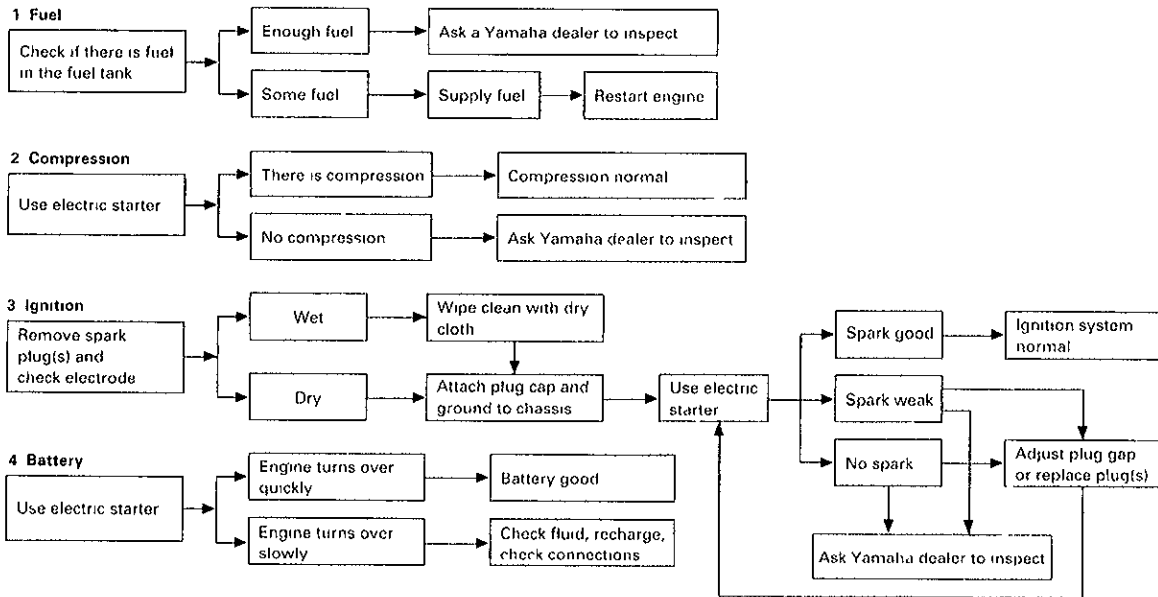 1 Fuel
Check if there is fuel
in the fuel tank
Enough fuel
Ask a Yamaha dealer to inspect
Some fuel
Supply fuel
Restart engine
2 Compression
Use electric starter
There is compression
Compression normal
No compression
Ask Yamaha dealer to inspect
3 Ignition
Remove spark
plug(s) and
check electrode
Wet
Wipe clean with dry
cloth
Dry
Attach plug cap and
ground to chassis
Use electric
starter
Spark good
Ignition system
normal
Spark weak
No spark
Adjust plug gap
or replace plug(s)
Ask Yamaha dealer to inspect
4 Battery
Use electric starter
Engine turns over
quickly
Battery good
Engine turns over
slowly
Check fluid, recharge,
check connections